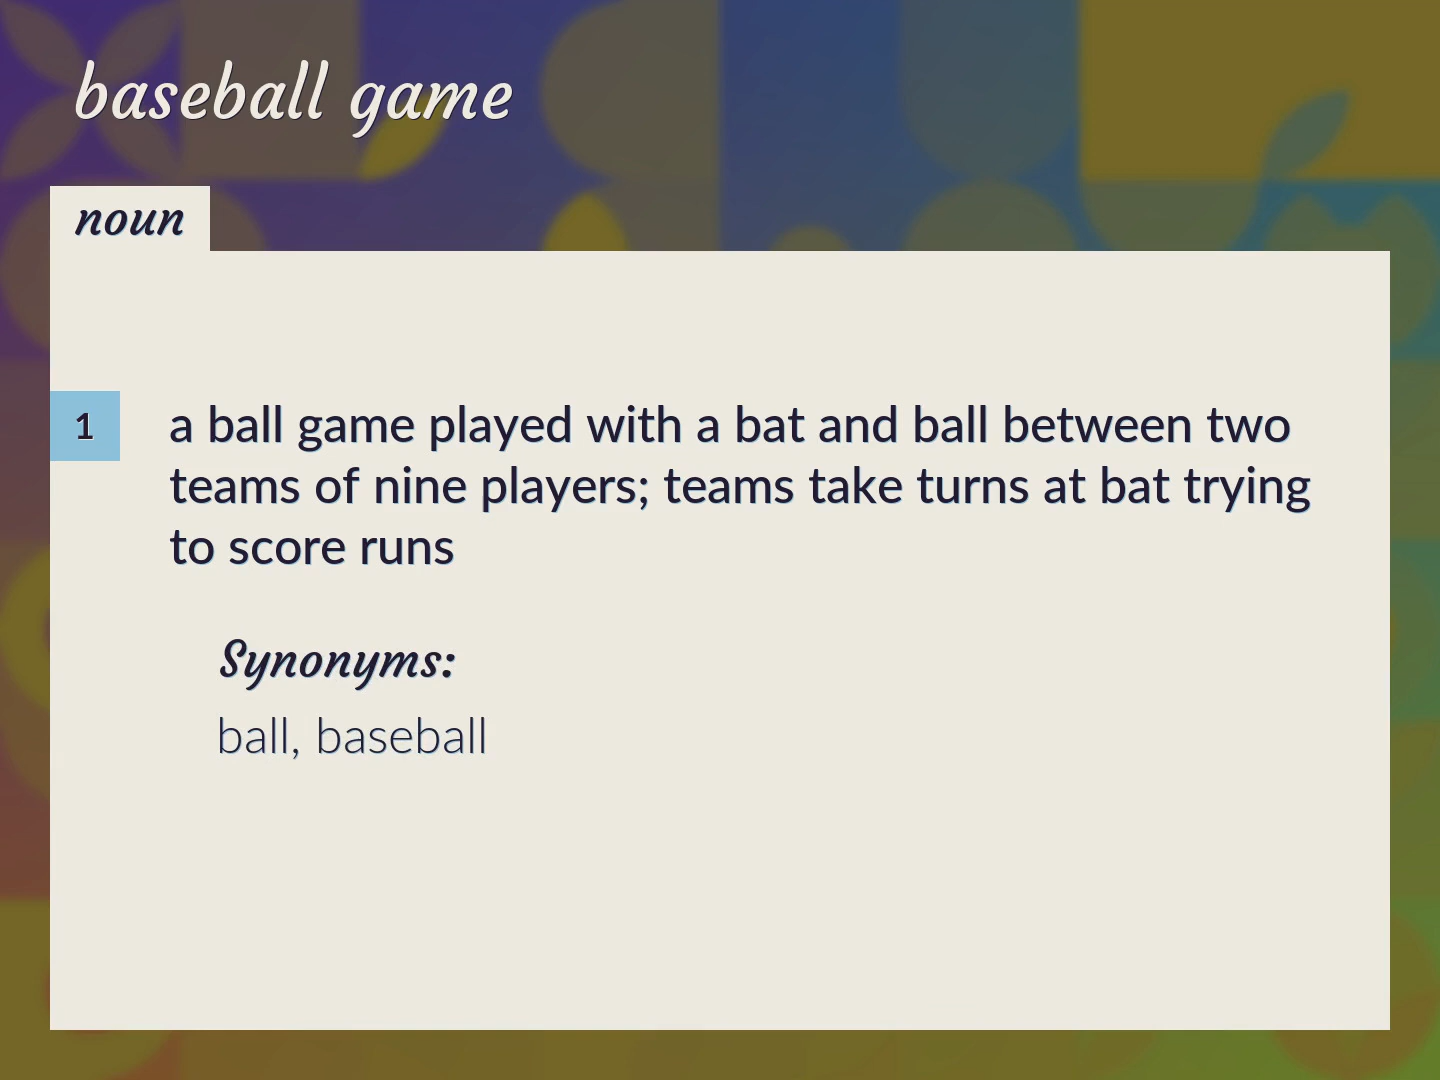 baseball game
noun
1
a ball game played with a bat and ball between two
teams of nine players; teams take turns at bat trying
to score runs
Synonyms:
ball, baseball